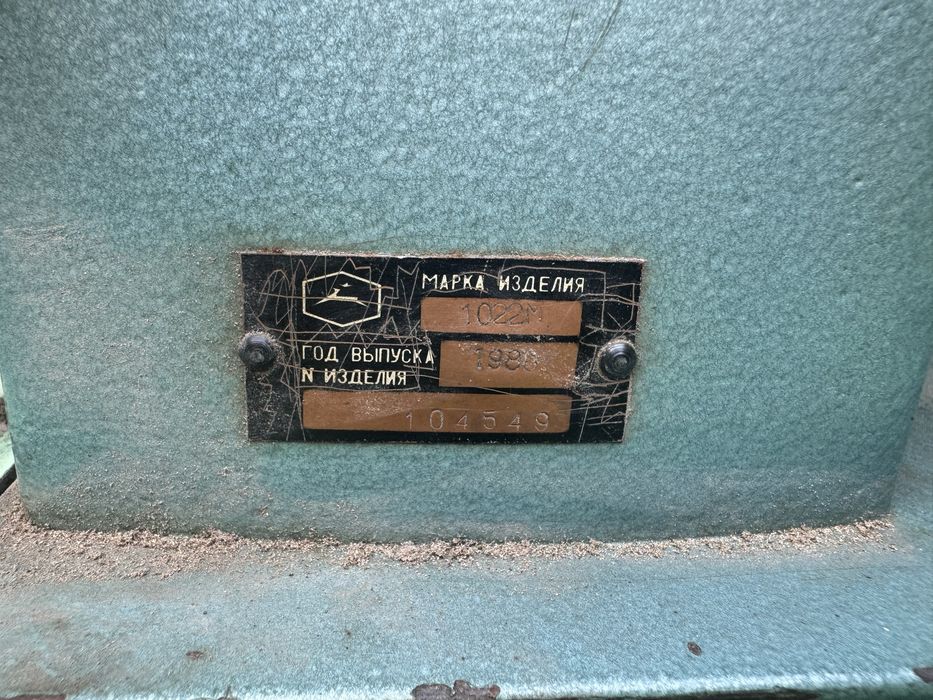 МАРКА ИЗДЕЛИЯ
1022М
ГОД ВЫПУСКА
N ИЗДЕЛИЯ
104549